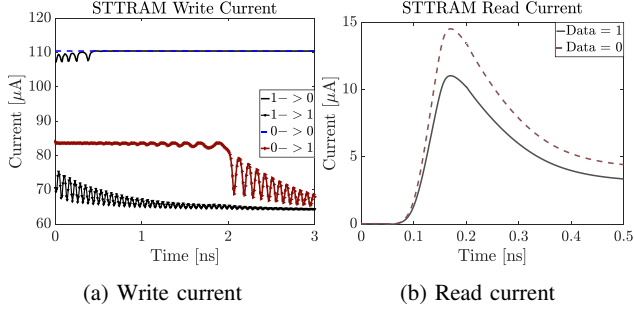 STTRAM Write Current
120
110
100
90
80
70
60
Current [μA]
1- > 0
1- > 1
0- > 0
0- > 1
0
1
2
3
Time [ns]
(a) Write current
STTRAM Read Current
15
10
5
0
Current [μA]
Data = 1
Data = 0
0
0.1
0.2
0.3
0.4
0.5
Time [ns]
(b) Read current